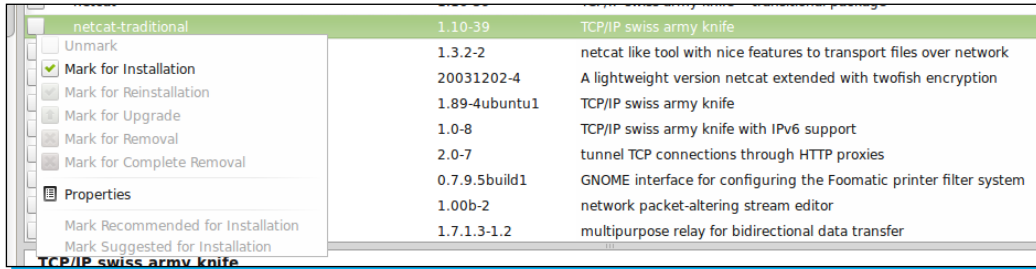 netcat-traditional 1.10-39 TCP/IP swiss army knife
Unmark
1.3.2-2 netcat like tool with nice features to transport files over network
Mark for Installation
20031202-4 A lightweight version netcat extended with twofish encryption
Mark for Reinstallation
1.89-4ubuntu1 TCP/IP swiss army knife
Mark for Upgrade
1.0-8 TCP/IP swiss army knife with IPv6 support
Mark for Removal
2.0-7 tunnel TCP connections through HTTP proxies
Mark for Complete Removal
0.7.9.5build1 GNOME interface for configuring the Foomatic printer filter system
Properties
1.00b-2 network packet-altering stream editor
Mark Recommended for Installation
1.7.1.3-1.2 multipurpose relay for bidirectional data transfer
Mark Suggested for Installation
TCP/IP swiss army knife